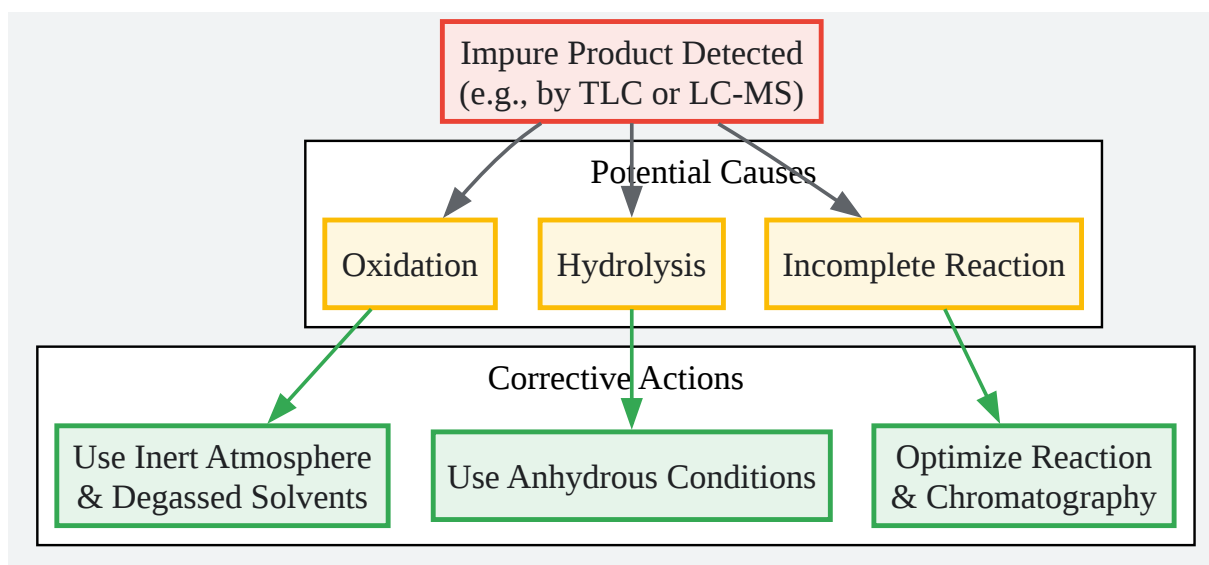 Impure Product Detected
(e.g., by TLC or LC-MS)
Potential Causes
Oxidation
Hydrolysis
Incomplete Reaction
Corrective Actions
Use Inert Atmosphere
& Degassed Solvents
Use Anhydrous Conditions
Optimize Reaction
& Chromatography